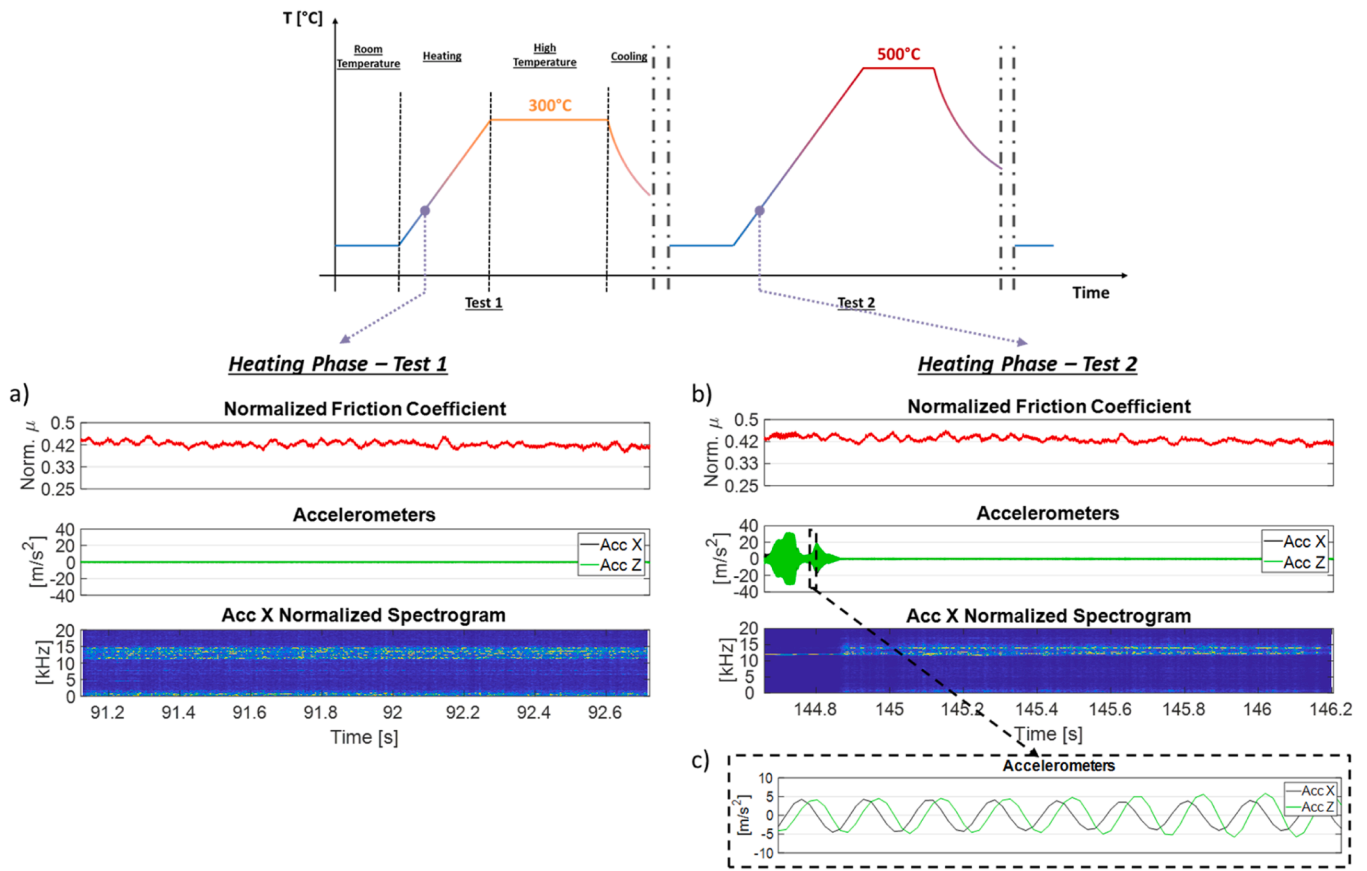 T [°C]
Room
Temperature
Heating
High
Temperature
Cooling
300°C
500°C
Time
Test 1
Test 2
Heating Phase – Test 1
a)
Normalized Friction Coefficient
0.5
0.42
0.33
0.25
Norm. μ
Accelerometers
40
20
0
-20
-40
[m/s²]
Acc X
Acc Z
Acc X Normalized Spectrogram
20
15
10
5
0
[kHz]
91.2 91.4 91.6 91.8 92 92.2 92.4 92.6
Time [s]
Heating Phase – Test 2
b)
Normalized Friction Coefficient
0.5
0.42
0.33
0.25
Norm. μ
Accelerometers
40
20
0
-20
-40
[m/s²]
Acc X
Acc Z
Acc X Normalized Spectrogram
20
15
10
5
0
[kHz]
144.8 145 145.2 145.4 145.6 145.8 146 146.2
Time [s]
c)
Accelerometers
10
5
0
-5
-10
[m/s²]
Acc X
Acc Z